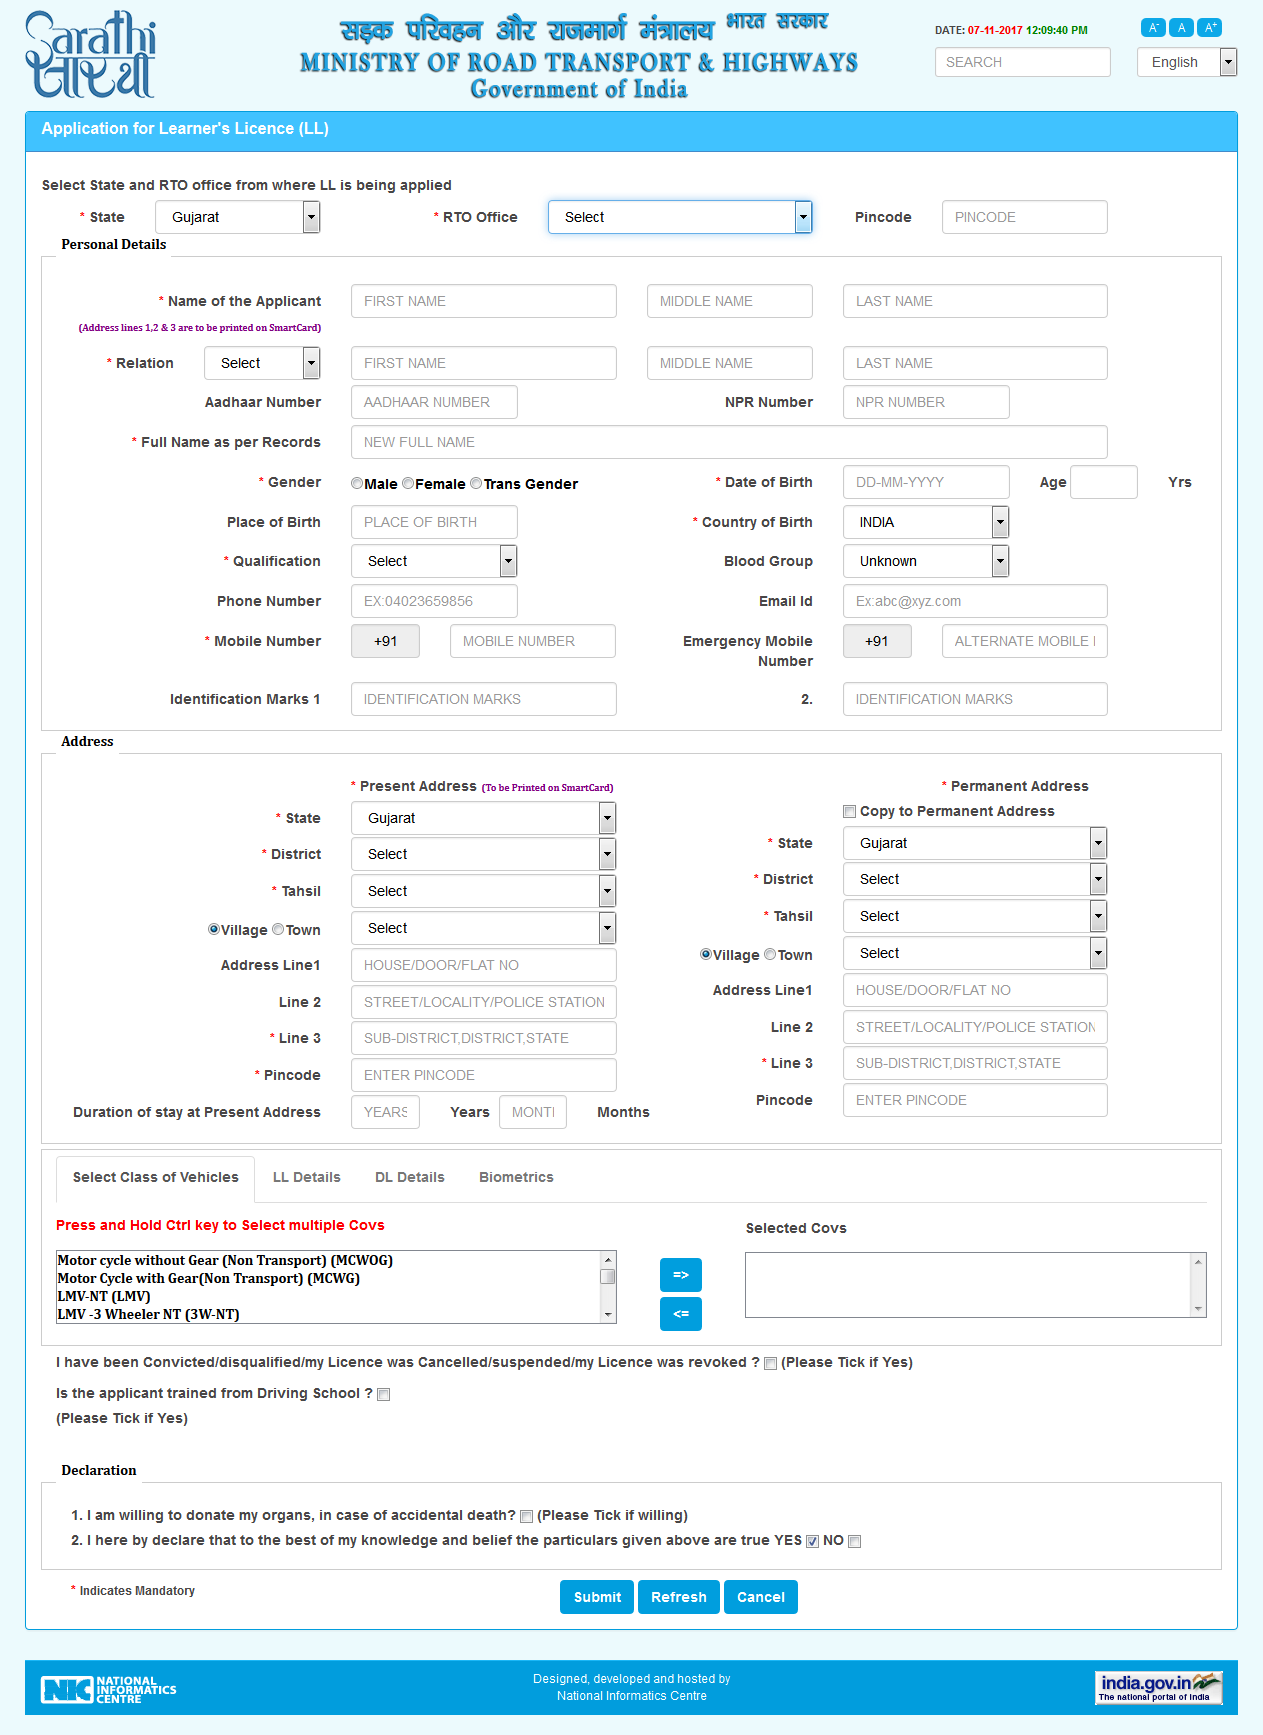 Sarathi
सारथी
सड़क परिवहन और राजमार्ग मंत्रालय भारत सरकार
MINISTRY OF ROAD TRANSPORT & HIGHWAYS
Government of India
DATE: 07-11-2017 12:09:40 PM
A- A A+
SEARCH English
Application for Learner's Licence (LL)
Select State and RTO office from where LL is being applied
* State Gujarat * RTO Office Select Pincode PINCODE
Personal Details
* Name of the Applicant FIRST NAME MIDDLE NAME LAST NAME
(Address lines 1,2 & 3 are to be printed on SmartCard)
* Relation Select FIRST NAME MIDDLE NAME LAST NAME
Aadhaar Number AADHAAR NUMBER NPR Number NPR NUMBER
* Full Name as per Records NEW FULL NAME
* Gender Male Female Trans Gender * Date of Birth DD-MM-YYYY Age Yrs
Place of Birth PLACE OF BIRTH * Country of Birth INDIA
* Qualification Select Blood Group Unknown
Phone Number EX:04023659856 Email Id Ex:abc@xyz.com
* Mobile Number +91 MOBILE NUMBER Emergency Mobile Number +91 ALTERNATE MOBILE
Identification Marks 1 IDENTIFICATION MARKS 2. IDENTIFICATION MARKS
Address
* Present Address (To be Printed on SmartCard)
* State Gujarat
* District Select
* Tahsil Select
Village Town Select
Address Line1 HOUSE/DOOR/FLAT NO
Line 2 STREET/LOCALITY/POLICE STATION
* Line 3 SUB-DISTRICT,DISTRICT,STATE
* Pincode ENTER PINCODE
Duration of stay at Present Address YEARS Years MONTI Months
* Permanent Address
Copy to Permanent Address
* State Gujarat
* District Select
* Tahsil Select
Village Town Select
Address Line1 HOUSE/DOOR/FLAT NO
Line 2 STREET/LOCALITY/POLICE STATION
* Line 3 SUB-DISTRICT,DISTRICT,STATE
Pincode ENTER PINCODE
Select Class of Vehicles LL Details DL Details Biometrics
Press and Hold Ctrl key to Select multiple Covs
Selected Covs
Motor cycle without Gear (Non Transport) (MCWOG)
Motor Cycle with Gear(Non Transport) (MCWG)
LMV-NT (LMV)
LMV -3 Wheeler NT (3W-NT)
=>
<=
I have been Convicted/disqualified/my Licence was Cancelled/suspended/my Licence was revoked ? (Please Tick if Yes)
Is the applicant trained from Driving School ?
(Please Tick if Yes)
Declaration
1. I am willing to donate my organs, in case of accidental death? (Please Tick if willing)
2. I here by declare that to the best of my knowledge and belief the particulars given above are true YES NO
* Indicates Mandatory
Submit Refresh Cancel
NIC NATIONAL INFORMATICS CENTRE
Designed, developed and hosted by
National Informatics Centre
india.gov.in
The national portal of India